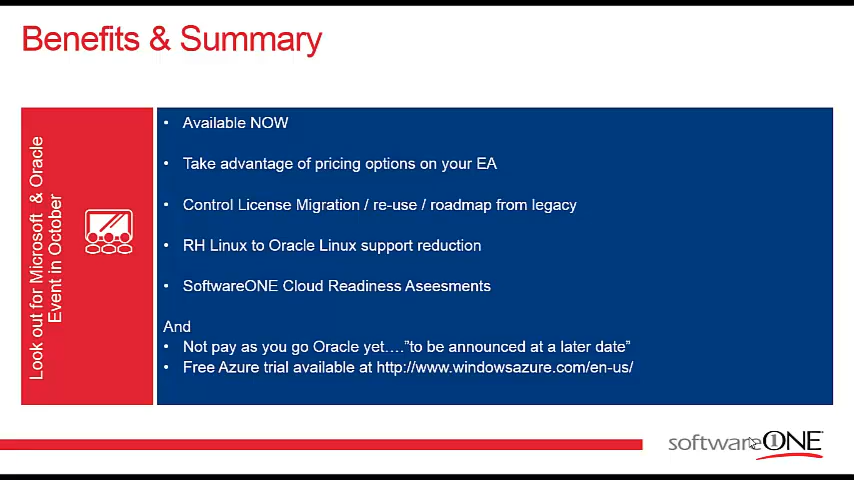 Benefits & Summary
Look out for Microsoft & Oracle
Event in October
• Available NOW
• Take advantage of pricing options on your EA
• Control License Migration / re-use / roadmap from legacy
• RH Linux to Oracle Linux support reduction
• SoftwareONE Cloud Readiness Aseesments
And
• Not pay as you go Oracle yet....”to be announced at a later date”
• Free Azure trial available at http://www.windowsazure.com/en-us/
softwareONE